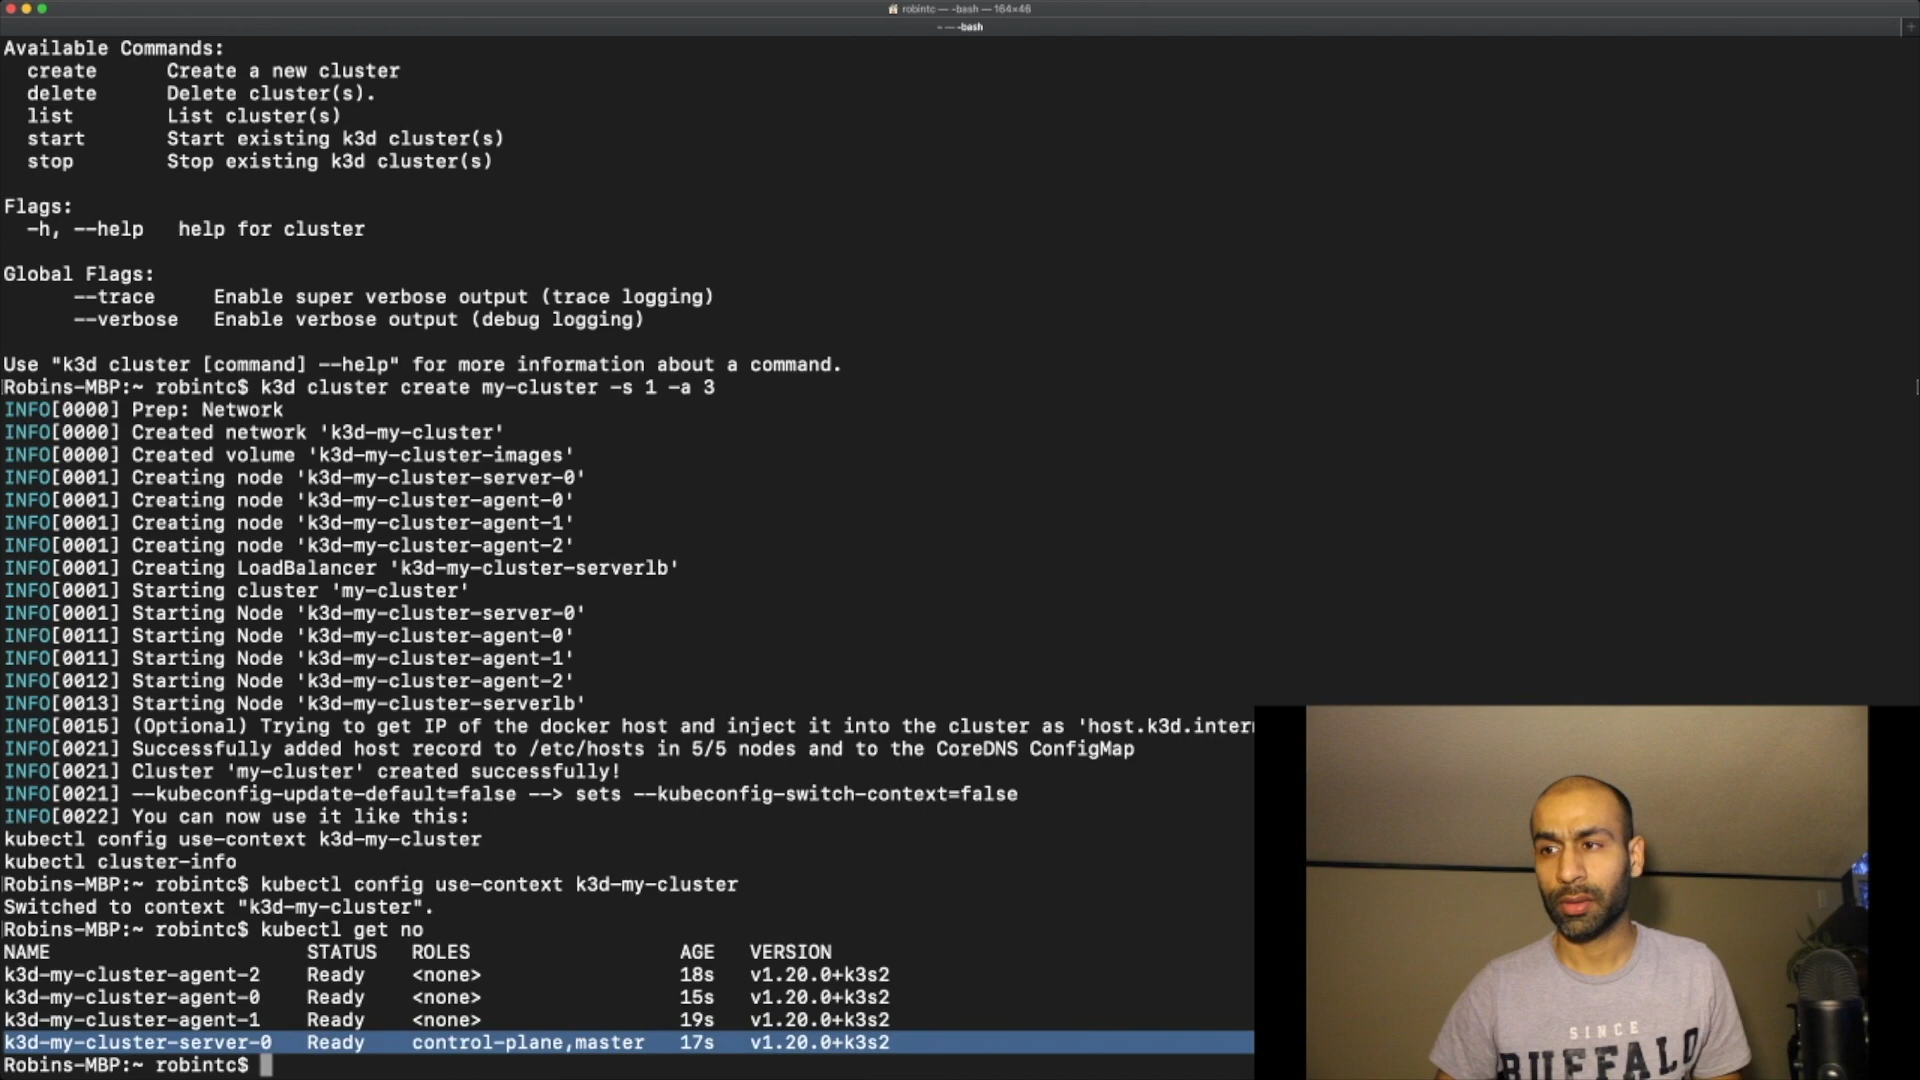 robintc — -bash — 164×46
~ — -bash
Available Commands:
create Create a new cluster
delete Delete cluster(s).
list List cluster(s)
start Start existing k3d cluster(s)
stop Stop existing k3d cluster(s)
Flags:
-h, --help help for cluster
Global Flags:
--trace Enable super verbose output (trace logging)
--verbose Enable verbose output (debug logging)
Use "k3d cluster [command] --help" for more information about a command.
Robins-MBP:~ robintc$ k3d cluster create my-cluster -s 1 -a 3
INFO[0000] Prep: Network
INFO[0000] Created network 'k3d-my-cluster'
INFO[0000] Created volume 'k3d-my-cluster-images'
INFO[0001] Creating node 'k3d-my-cluster-server-0'
INFO[0001] Creating node 'k3d-my-cluster-agent-0'
INFO[0001] Creating node 'k3d-my-cluster-agent-1'
INFO[0001] Creating node 'k3d-my-cluster-agent-2'
INFO[0001] Creating LoadBalancer 'k3d-my-cluster-serverlb'
INFO[0001] Starting cluster 'my-cluster'
INFO[0001] Starting Node 'k3d-my-cluster-server-0'
INFO[0011] Starting Node 'k3d-my-cluster-agent-0'
INFO[0011] Starting Node 'k3d-my-cluster-agent-1'
INFO[0012] Starting Node 'k3d-my-cluster-agent-2'
INFO[0013] Starting Node 'k3d-my-cluster-serverlb'
INFO[0015] (Optional) Trying to get IP of the docker host and inject it into the cluster as 'host.k3d.intern
INFO[0021] Successfully added host record to /etc/hosts in 5/5 nodes and to the CoreDNS ConfigMap
INFO[0021] Cluster 'my-cluster' created successfully!
INFO[0021] --kubeconfig-update-default=false --> sets --kubeconfig-switch-context=false
INFO[0022] You can now use it like this:
kubectl config use-context k3d-my-cluster
kubectl cluster-info
Robins-MBP:~ robintc$ kubectl config use-context k3d-my-cluster
Switched to context "k3d-my-cluster".
Robins-MBP:~ robintc$ kubectl get no
NAME STATUS ROLES AGE VERSION
k3d-my-cluster-agent-2 Ready <none> 18s v1.20.0+k3s2
k3d-my-cluster-agent-0 Ready <none> 15s v1.20.0+k3s2
k3d-my-cluster-agent-1 Ready <none> 19s v1.20.0+k3s2
k3d-my-cluster-server-0 Ready control-plane,master 17s v1.20.0+k3s2
Robins-MBP:~ robintc$
SINCE
BUFFALO